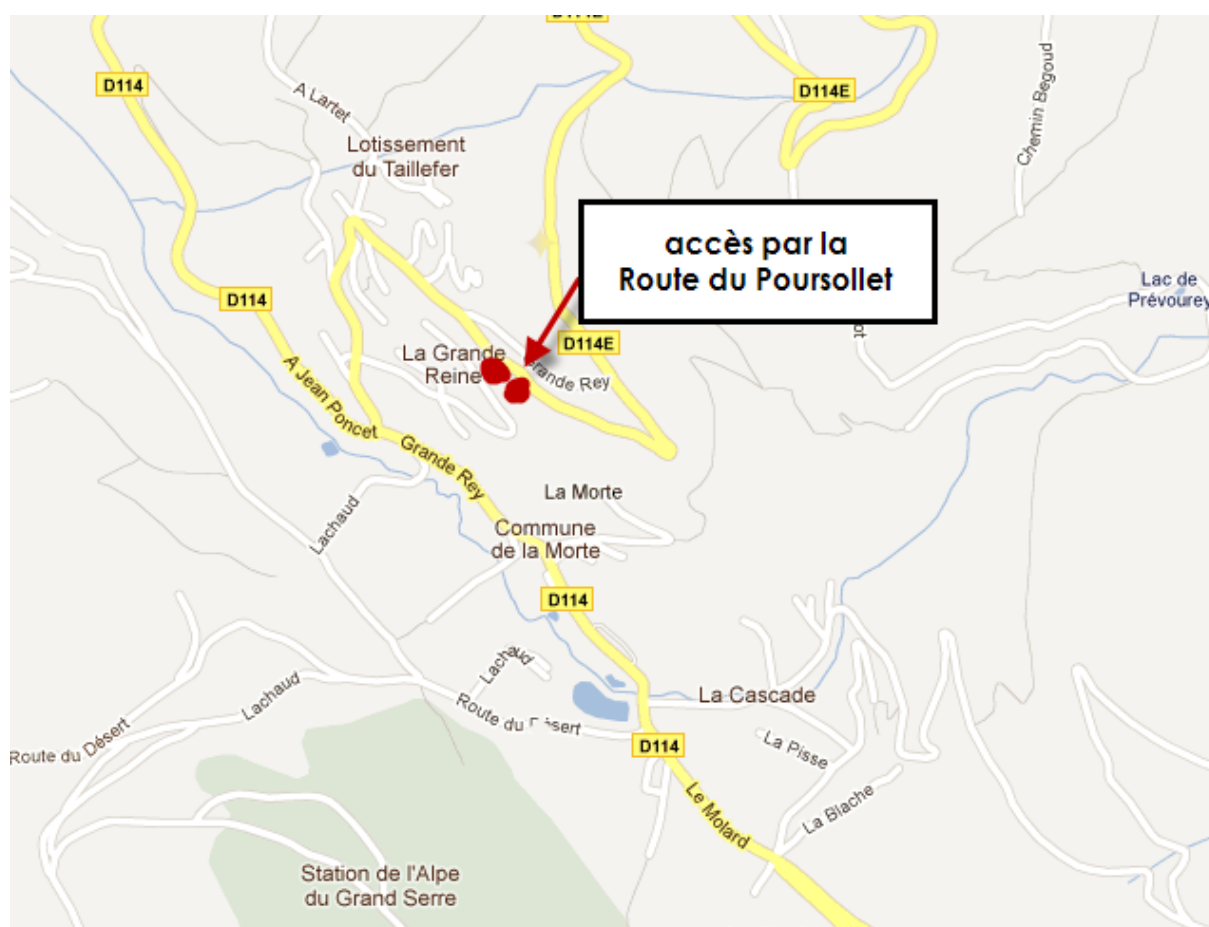 D114E
D114
D114E
A Lartet
Chemin Begoud
Lotissement
du Taillefer
accès par la
Route du Poursollet
Lac de
Prévourey
D114
D114E
La Grande
Reine
Grande Rey
A Jean Poncet
Grande Rey
La Morte
Lachaud
Commune
de la Morte
D114
Lachaud
Lachaud
La Cascade
Route du Désert
Route du
D114
La Pisse
Le Molard
La Blache
Station de l'Alpe
du Grand Serre